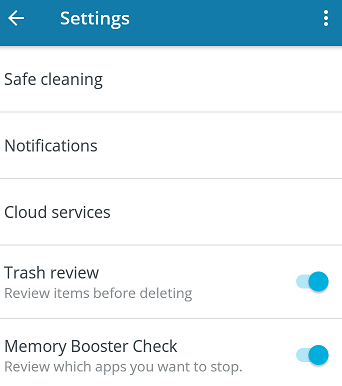 Settings
Safe cleaning
Notifications
Cloud services
Trash review
Review items before deleting
Memory Booster Check
Review which apps you want to stop.